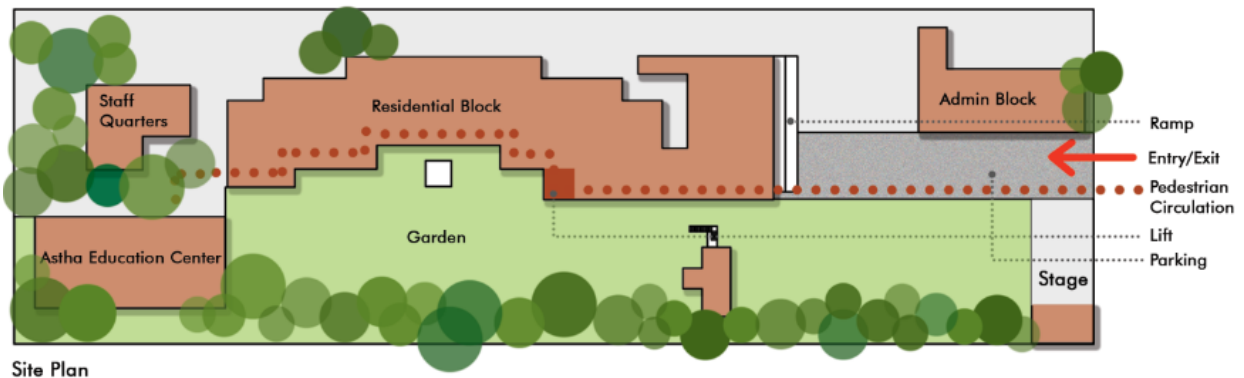 Staff
Quarters
Residential Block
Admin Block
Ramp
Entry/Exit
Pedestrian
Circulation
Garden
Lift
Astha Education Center
Parking
Stage
Site Plan